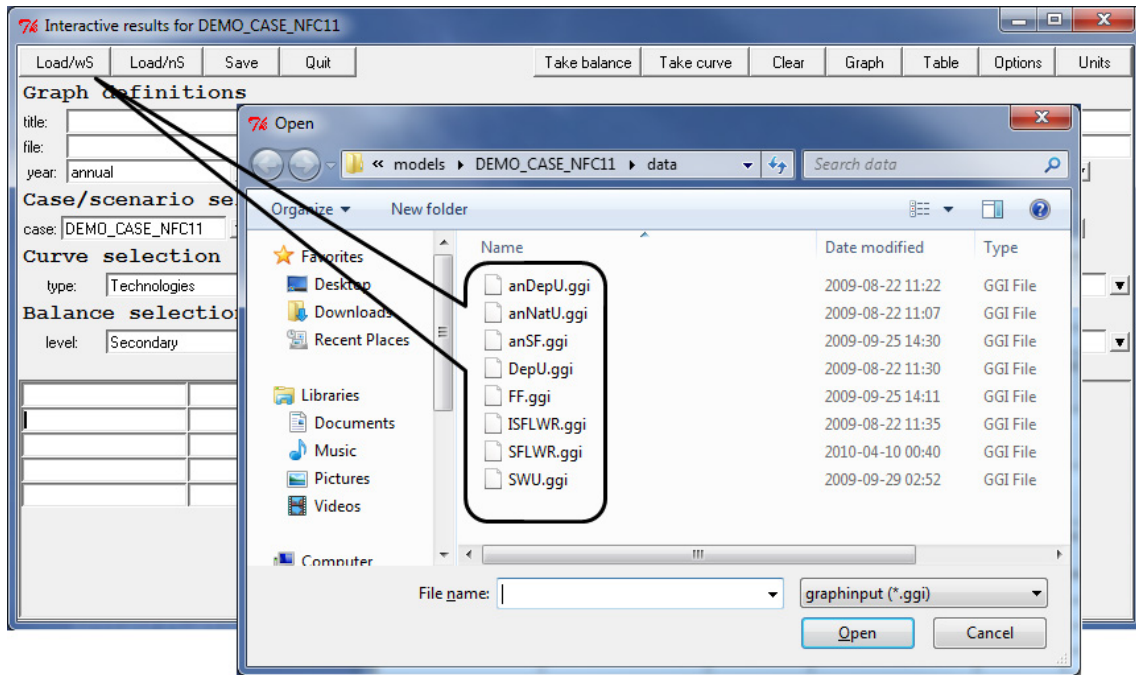 Interactive results for DEMO_CASE_NFC11
Load/wS Load/nS Save Quit Take balance Take curve Clear Graph Table Options Units
Graph definitions
title:
file:
year: annual
Case/scenario se
case: DEMO_CASE_NFC11
Curve selection
type: Technologies
Balance selection
level: Secondary
Open
« models ▸ DEMO_CASE_NFC11 ▸ data Search data
Organize New folder
Name Date modified Type
Favorites
Desktop
Downloads
Recent Places
Libraries
Documents
Music
Pictures
Videos
Computer
anDepU.ggi 2009-08-22 11:22 GGI File
anNatU.ggi 2009-08-22 11:07 GGI File
anSF.ggi 2009-09-25 14:30 GGI File
DepU.ggi 2009-08-22 11:30 GGI File
FF.ggi 2009-09-25 14:11 GGI File
ISFLWR.ggi 2009-08-22 11:35 GGI File
SFLWR.ggi 2010-04-10 00:40 GGI File
SWU.ggi 2009-09-29 02:52 GGI File
File name: graphinput (*.ggi)
Open Cancel